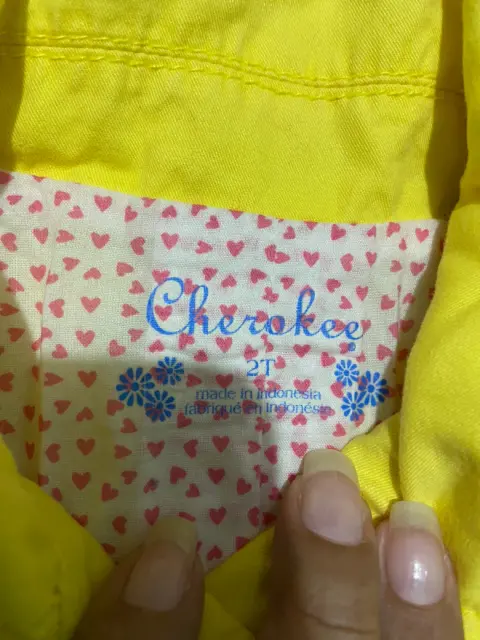 Cherokee®
2T
made in Indonesia
fabriqué en Indonésie